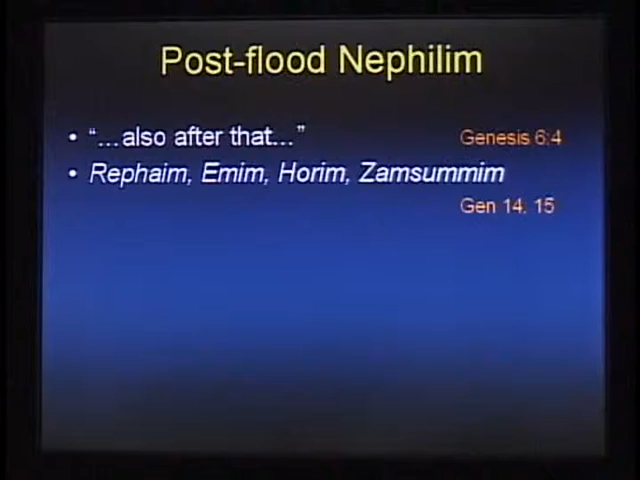 Post-flood Nephilim
• “…also after that…” Genesis 6:4
• Rephaim, Emim, Horim, Zamsummim
Gen 14: 15